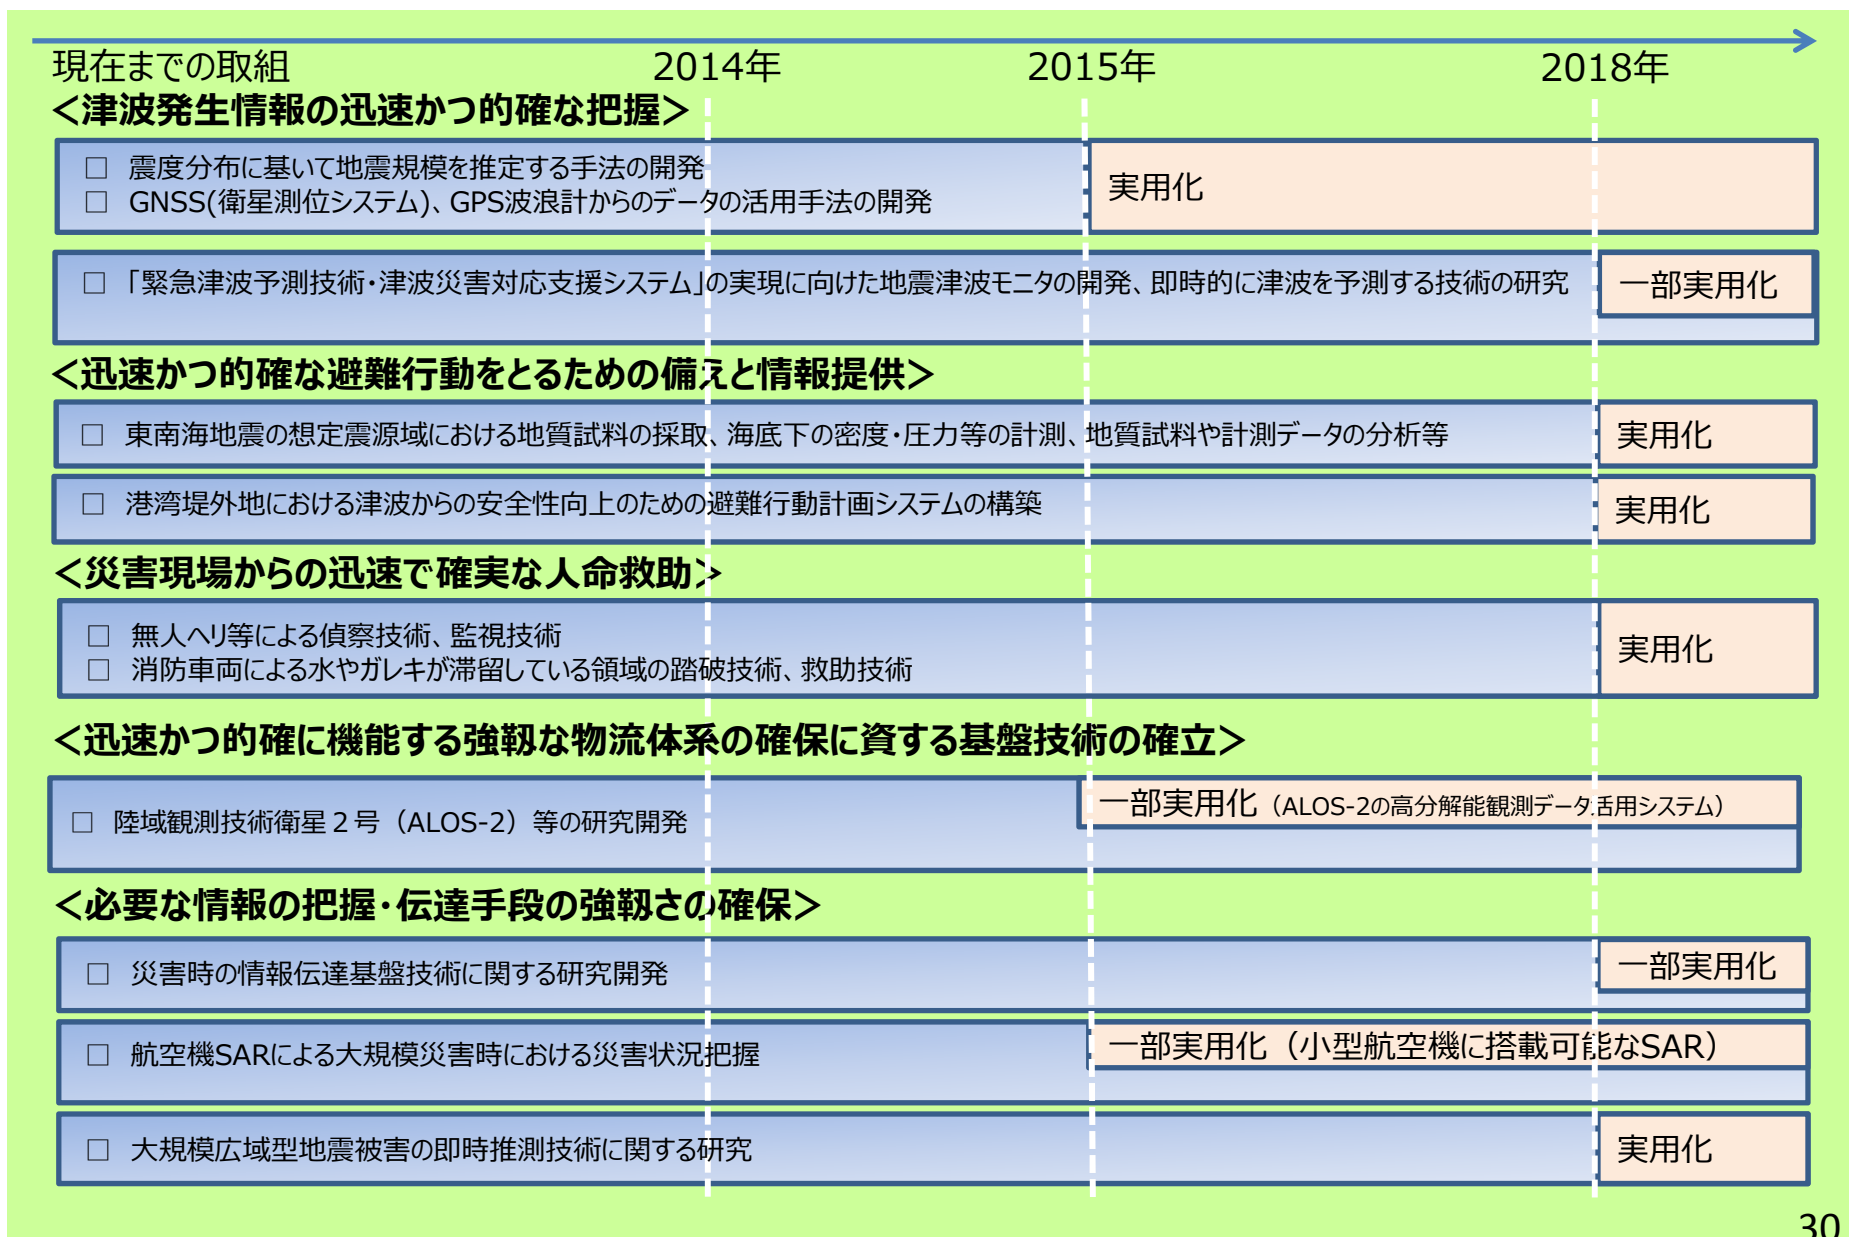 現在までの取組 2014年 2015年 2018年
＜津波発生情報の迅速かつ的確な把握＞
□ 震度分布に基いて地震規模を推定する手法の開発
□ GNSS(衛星測位システム)、GPS波浪計からのデータの活用手法の開発
実用化
□ 「緊急津波予測技術・津波災害対応支援システム」の実現に向けた地震津波モニタの開発、即時的に津波を予測する技術の研究
一部実用化
＜迅速かつ的確な避難行動をとるための備えと情報提供＞
□ 東南海地震の想定震源域における地質試料の採取、海底下の密度・圧力等の計測、地質試料や計測データの分析等
実用化
□ 港湾堤外地における津波からの安全性向上のための避難行動計画システムの構築
実用化
＜災害現場からの迅速で確実な人命救助＞
□ 無人ヘリ等による偵察技術、監視技術
□ 消防車両による水やガレキが滞留している領域の踏破技術、救助技術
実用化
＜迅速かつ的確に機能する強靱な物流体系の確保に資する基盤技術の確立＞
□ 陸域観測技術衛星２号（ALOS-2）等の研究開発
一部実用化（ALOS-2の高分解能観測データ活用システム）
＜必要な情報の把握・伝達手段の強靱さの確保＞
□ 災害時の情報伝達基盤技術に関する研究開発
一部実用化
□ 航空機SARによる大規模災害時における災害状況把握
一部実用化（小型航空機に搭載可能なSAR）
□ 大規模広域型地震被害の即時推測技術に関する研究
実用化
30